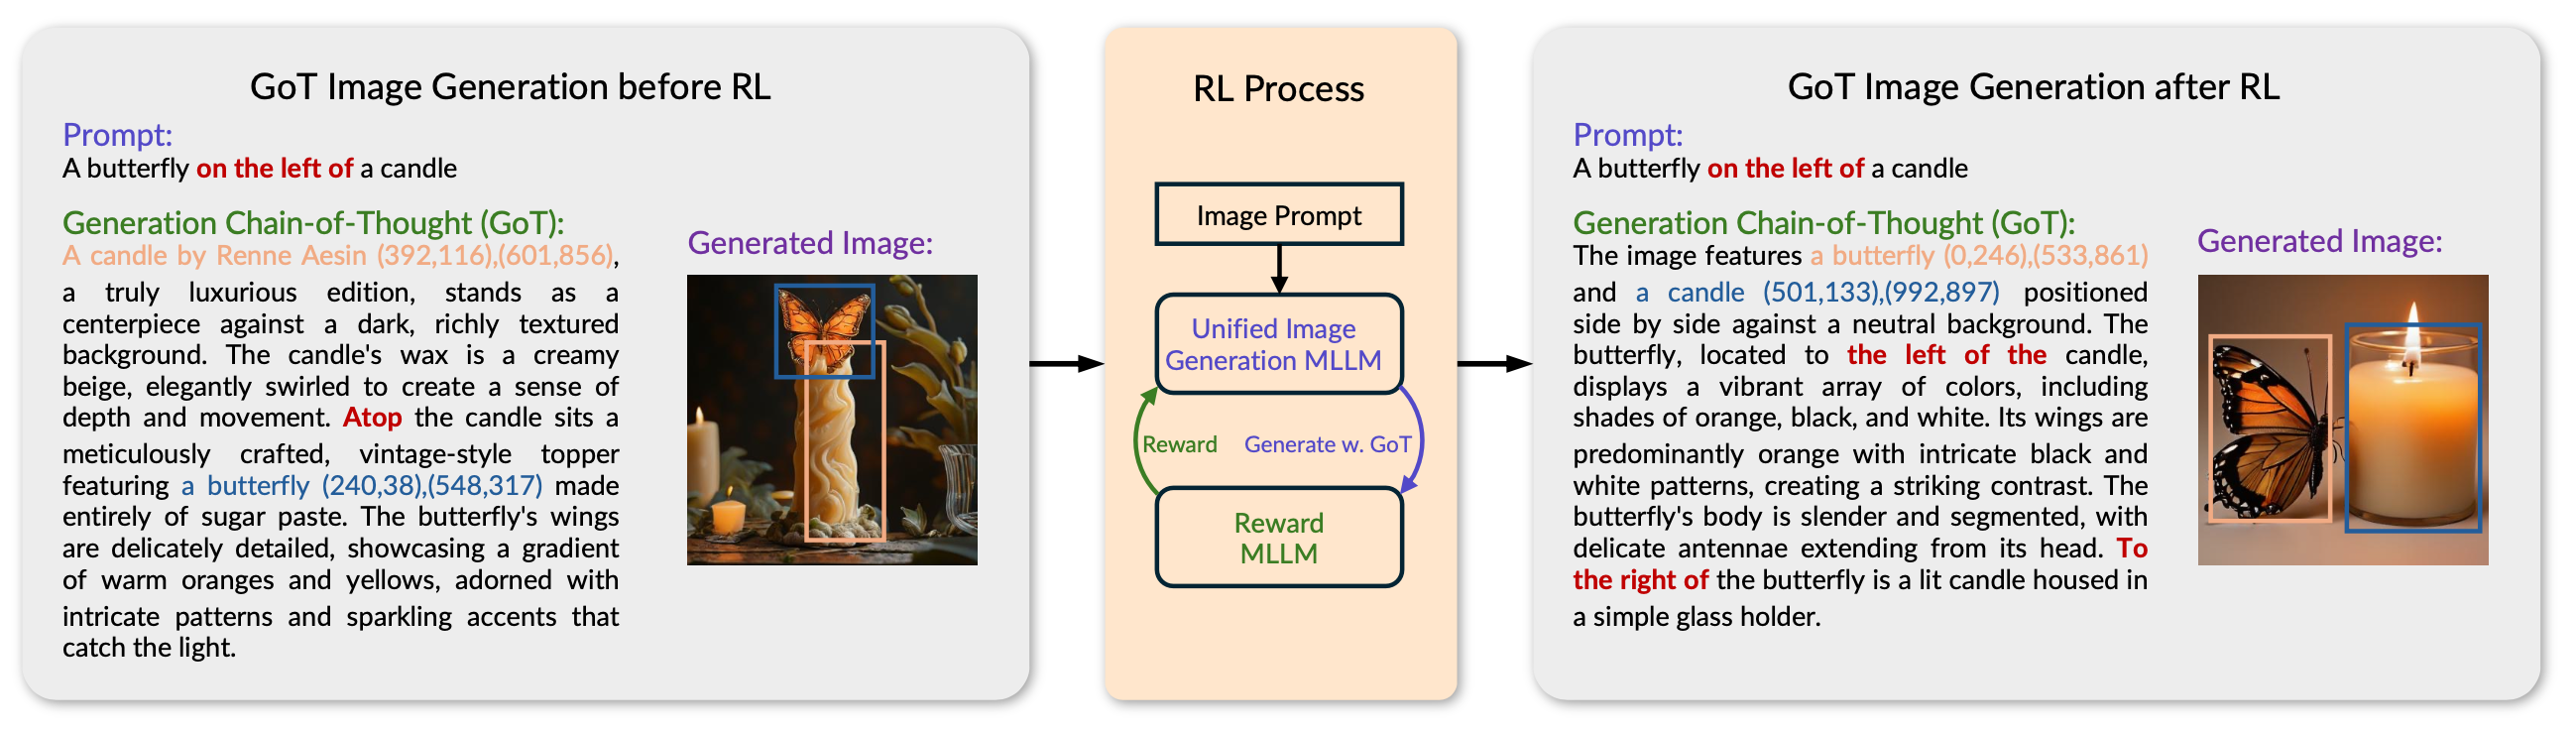 GoT Image Generation before RL
Prompt:
A butterfly on the left of a candle
Generation Chain-of-Thought (GoT):
A candle by Renne Aesin (392,116),(601,856),
a truly luxurious edition, stands as a
centerpiece against a dark, richly textured
background. The candle's wax is a creamy
beige, elegantly swirled to create a sense of
depth and movement. Atop the candle sits a
meticulously crafted, vintage-style topper
featuring a butterfly (240,38),(548,317) made
entirely of sugar paste. The butterfly's wings
are delicately detailed, showcasing a gradient
of warm oranges and yellows, adorned with
intricate patterns and sparkling accents that
catch the light.
Generated Image:
RL Process
Image Prompt
Unified Image
Generation MLLM
Reward
Generate w. GoT
Reward
MLLM
GoT Image Generation after RL
Prompt:
A butterfly on the left of a candle
Generation Chain-of-Thought (GoT):
The image features a butterfly (0,246),(533,861)
and a candle (501,133),(992,897) positioned
side by side against a neutral background. The
butterfly, located to the left of the candle,
displays a vibrant array of colors, including
shades of orange, black, and white. Its wings are
predominantly orange with intricate black and
white patterns, creating a striking contrast. The
butterfly's body is slender and segmented, with
delicate antennae extending from its head. To
the right of the butterfly is a lit candle housed in
a simple glass holder.
Generated Image: